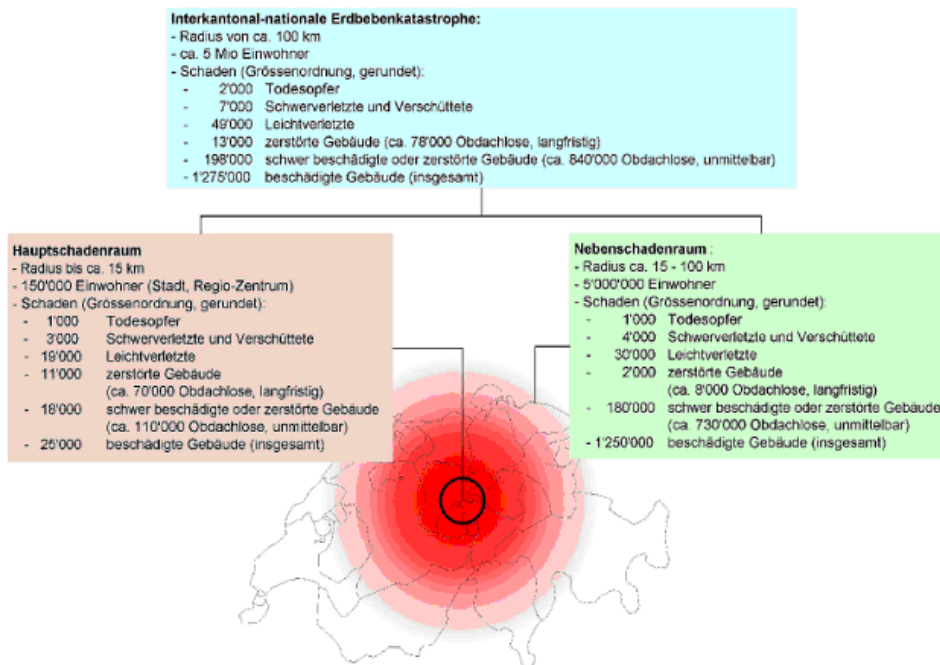 Interkantonal-nationale Erdbebenkatastrophe:
- Radius von ca. 100 km
- ca. 5 Mio Einwohner
- Schaden (Grössenordnung, gerundet):
- 2'000 Todesopfer
- 7'000 Schwerverletzte und Verschüttete
- 49'000 Leichtverletzte
- 13'000 zerstörte Gebäude (ca. 78'000 Obdachlose, langfristig)
- 198'000 schwer beschädigte oder zerstörte Gebäude (ca. 840'000 Obdachlose, unmittelbar)
- 1'275'000 beschädigte Gebäude (insgesamt)
Hauptschadenraum
- Radius bis ca. 15 km
- 150'000 Einwohner (Stadt, Regio-Zentrum)
- Schaden (Grössenordnung, gerundet):
- 1'000 Todesopfer
- 3'000 Schwerverletzte und Verschüttete
- 19'000 Leichtverletzte
- 11'000 zerstörte Gebäude
(ca. 70'000 Obdachlose, langfristig)
- 18'000 schwer beschädigte oder zerstörte Gebäude
(ca. 110'000 Obdachlose, unmittelbar)
- 25'000 beschädigte Gebäude (insgesamt)
Nebenschadenraum :
- Radius ca. 15 - 100 km
- 5'000'000 Einwohner
- Schaden (Grössenordnung, gerundet):
- 1'000 Todesopfer
- 4'000 Schwerverletzte und Verschüttete
- 30'000 Leichtverletzte
- 2'000 zerstörte Gebäude
(ca. 8'000 Obdachlose, langfristig)
- 180'000 schwer beschädigte oder zerstörte Gebäude
(ca. 730'000 Obdachlose, unmittelbar)
- 1'250'000 beschädigte Gebäude (insgesamt)